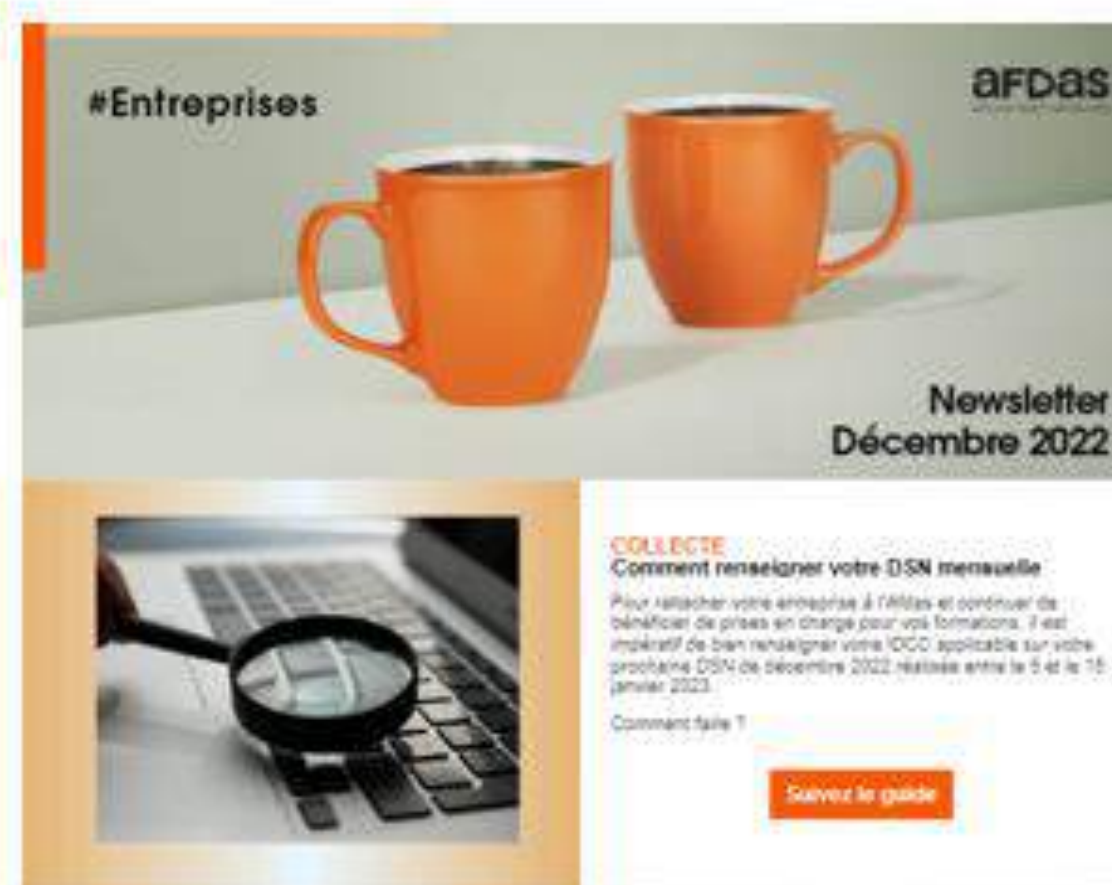 #Entreprises
aFDas
Newsletter
Décembre 2022
COLLECTE
Comment renseigner votre DSN mensuelle
Pour rattacher votre entreprise à l'Afdas et continuer de
bénéficier de prises en charge pour vos formations, il est
impératif de bien renseigner votre IDCC applicable sur votre
prochaine DSN de décembre 2022 réalisée entre le 5 et le 15
janvier 2023.
Comment faire ?
Suivez le guide